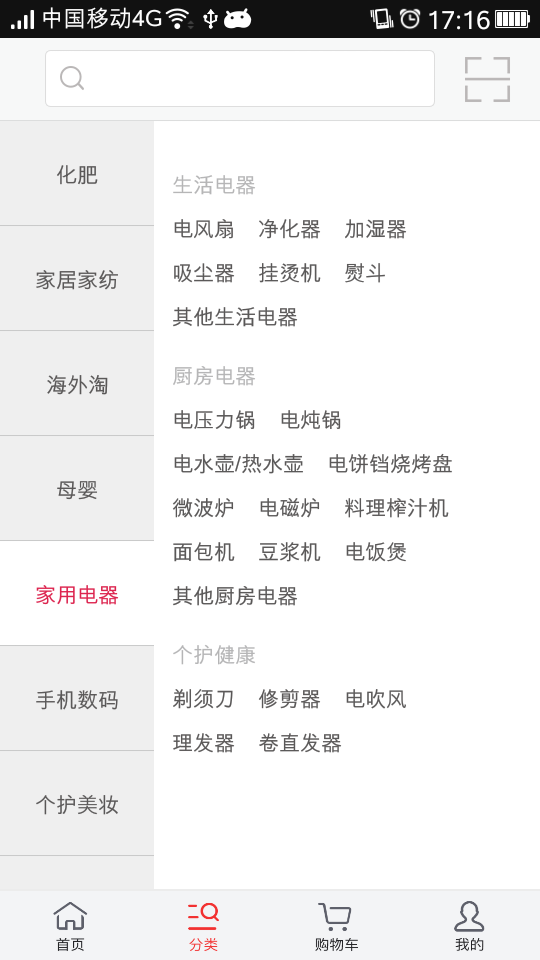 中国移动4G 17:16
化肥
家居家纺
海外淘
母婴
家用电器
手机数码
个护美妆
生活电器
电风扇 净化器 加湿器
吸尘器 挂烫机 熨斗
其他生活电器
厨房电器
电压力锅 电炖锅
电水壶/热水壶 电饼铛烧烤盘
微波炉 电磁炉 料理榨汁机
面包机 豆浆机 电饭煲
其他厨房电器
个护健康
剃须刀 修剪器 电吹风
理发器 卷直发器
首页 分类 购物车 我的